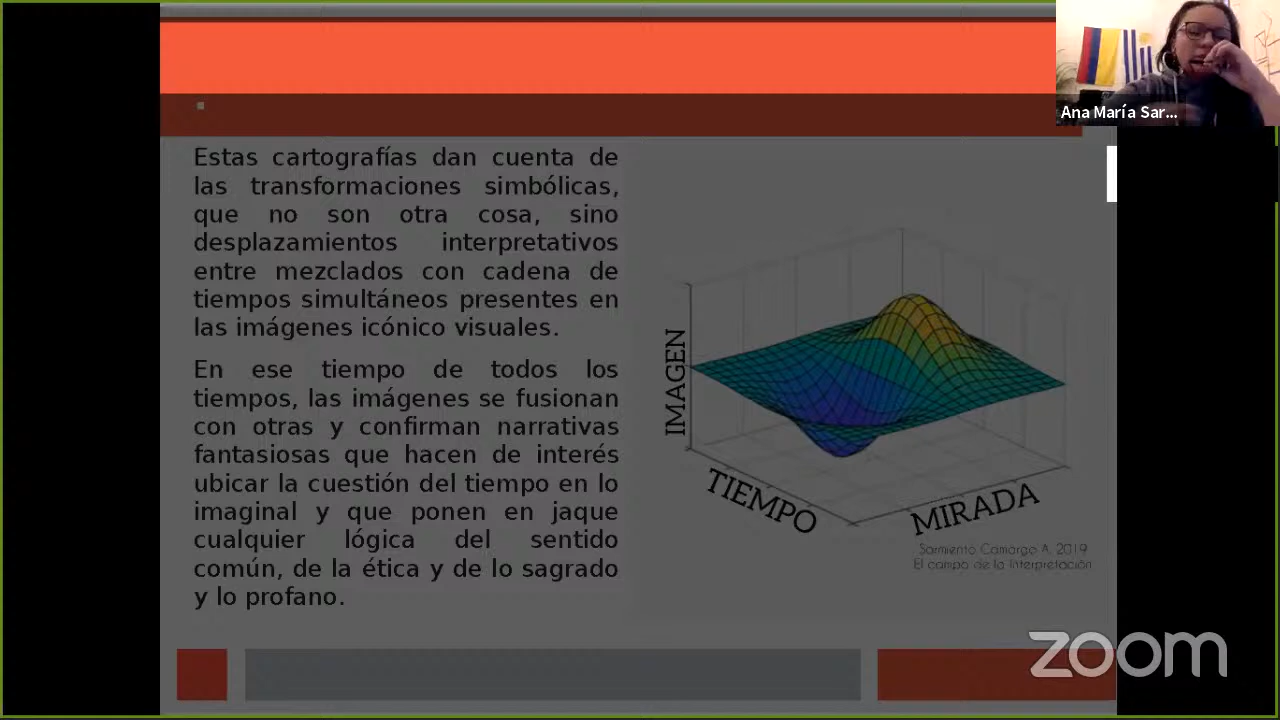 Ana María Sar...
Estas cartografías dan cuenta de
las transformaciones simbólicas,
que no son otra cosa, sino
desplazamientos interpretativos
entre mezclados con cadena de
tiempos simultáneos presentes en
las imágenes icónico visuales.
En ese tiempo de todos los
tiempos, las imágenes se fusionan
con otras y confirman narrativas
fantasiosas que hacen de interés
ubicar la cuestión del tiempo en lo
imaginal y que ponen en jaque
cualquier lógica del sentido
común, de la ética y de lo sagrado
y lo profano.
IMAGEN
TIEMPO
MIRADA
Sarmiento Camargo A. 2019
El campo de la Interpretación
zoom